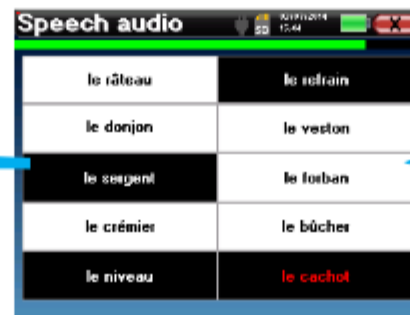 Speech audio
le râteau
le refrain
le donjon
le veston
le sergent
le forban
le crémier
le bûcher
le niveau
le cachot